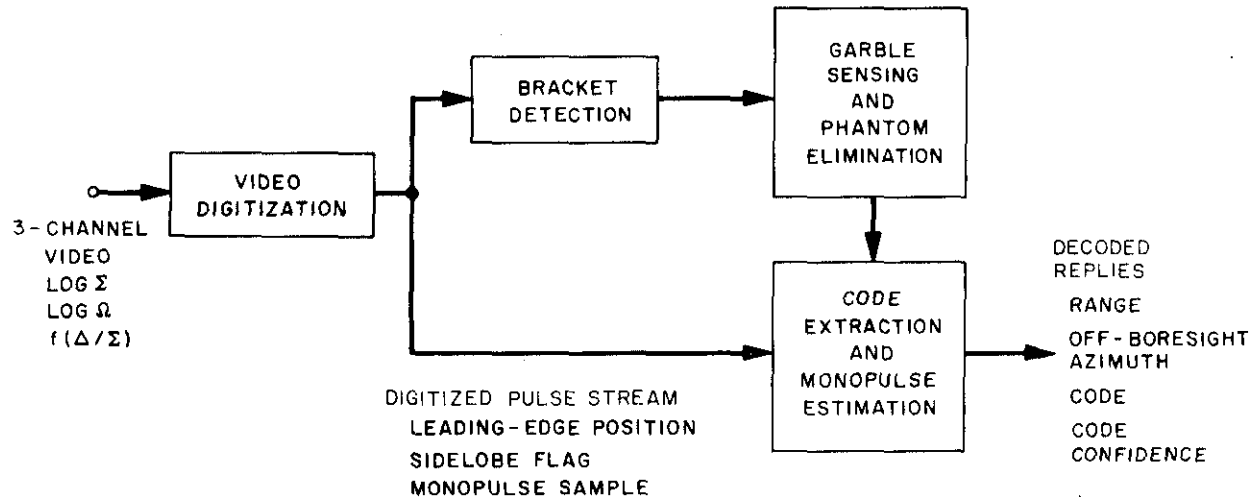 GARBLE
SENSING
AND
PHANTOM
ELIMINATION
BRACKET
DETECTION
VIDEO
DIGITIZATION
3-CHANNEL
VIDEO
LOG Σ
LOG Ω
f(Δ/Σ)
CODE
EXTRACTION
AND
MONOPULSE
ESTIMATION
DECODED
REPLIES
RANGE
OFF-BORESIGHT
AZIMUTH
CODE
CODE
CONFIDENCE
DIGITIZED PULSE STREAM
LEADING-EDGE POSITION
SIDELOBE FLAG
MONOPULSE SAMPLE